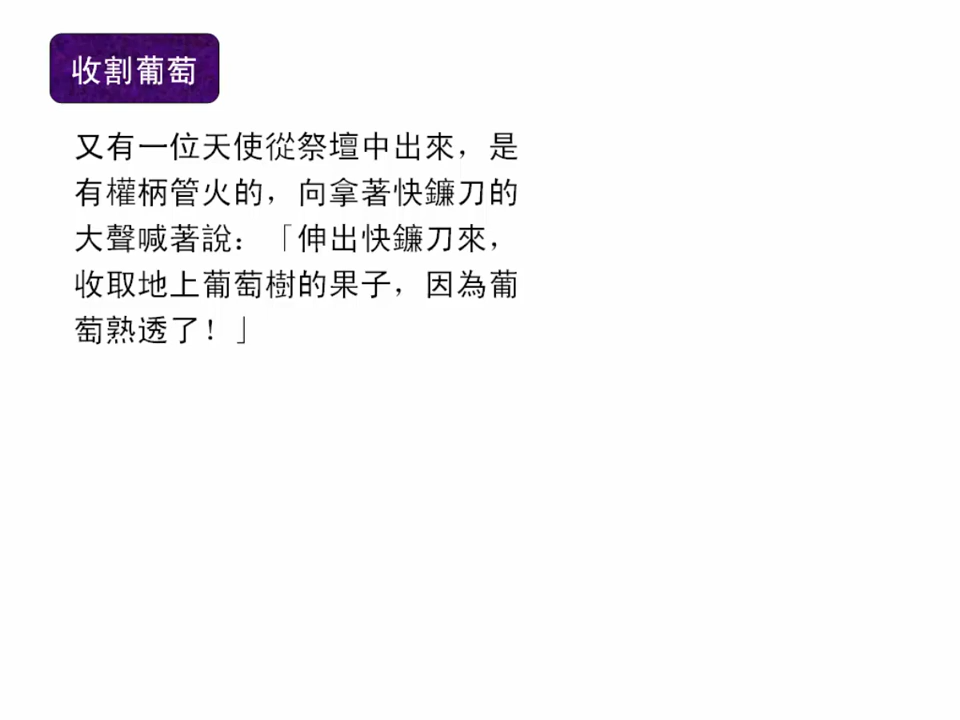 收割葡萄
又有一位天使從祭壇中出來，是
有權柄管火的，向拿著快鐮刀的
大聲喊著說：「伸出快鐮刀來，
收取地上葡萄樹的果子，因為葡
萄熟透了！」